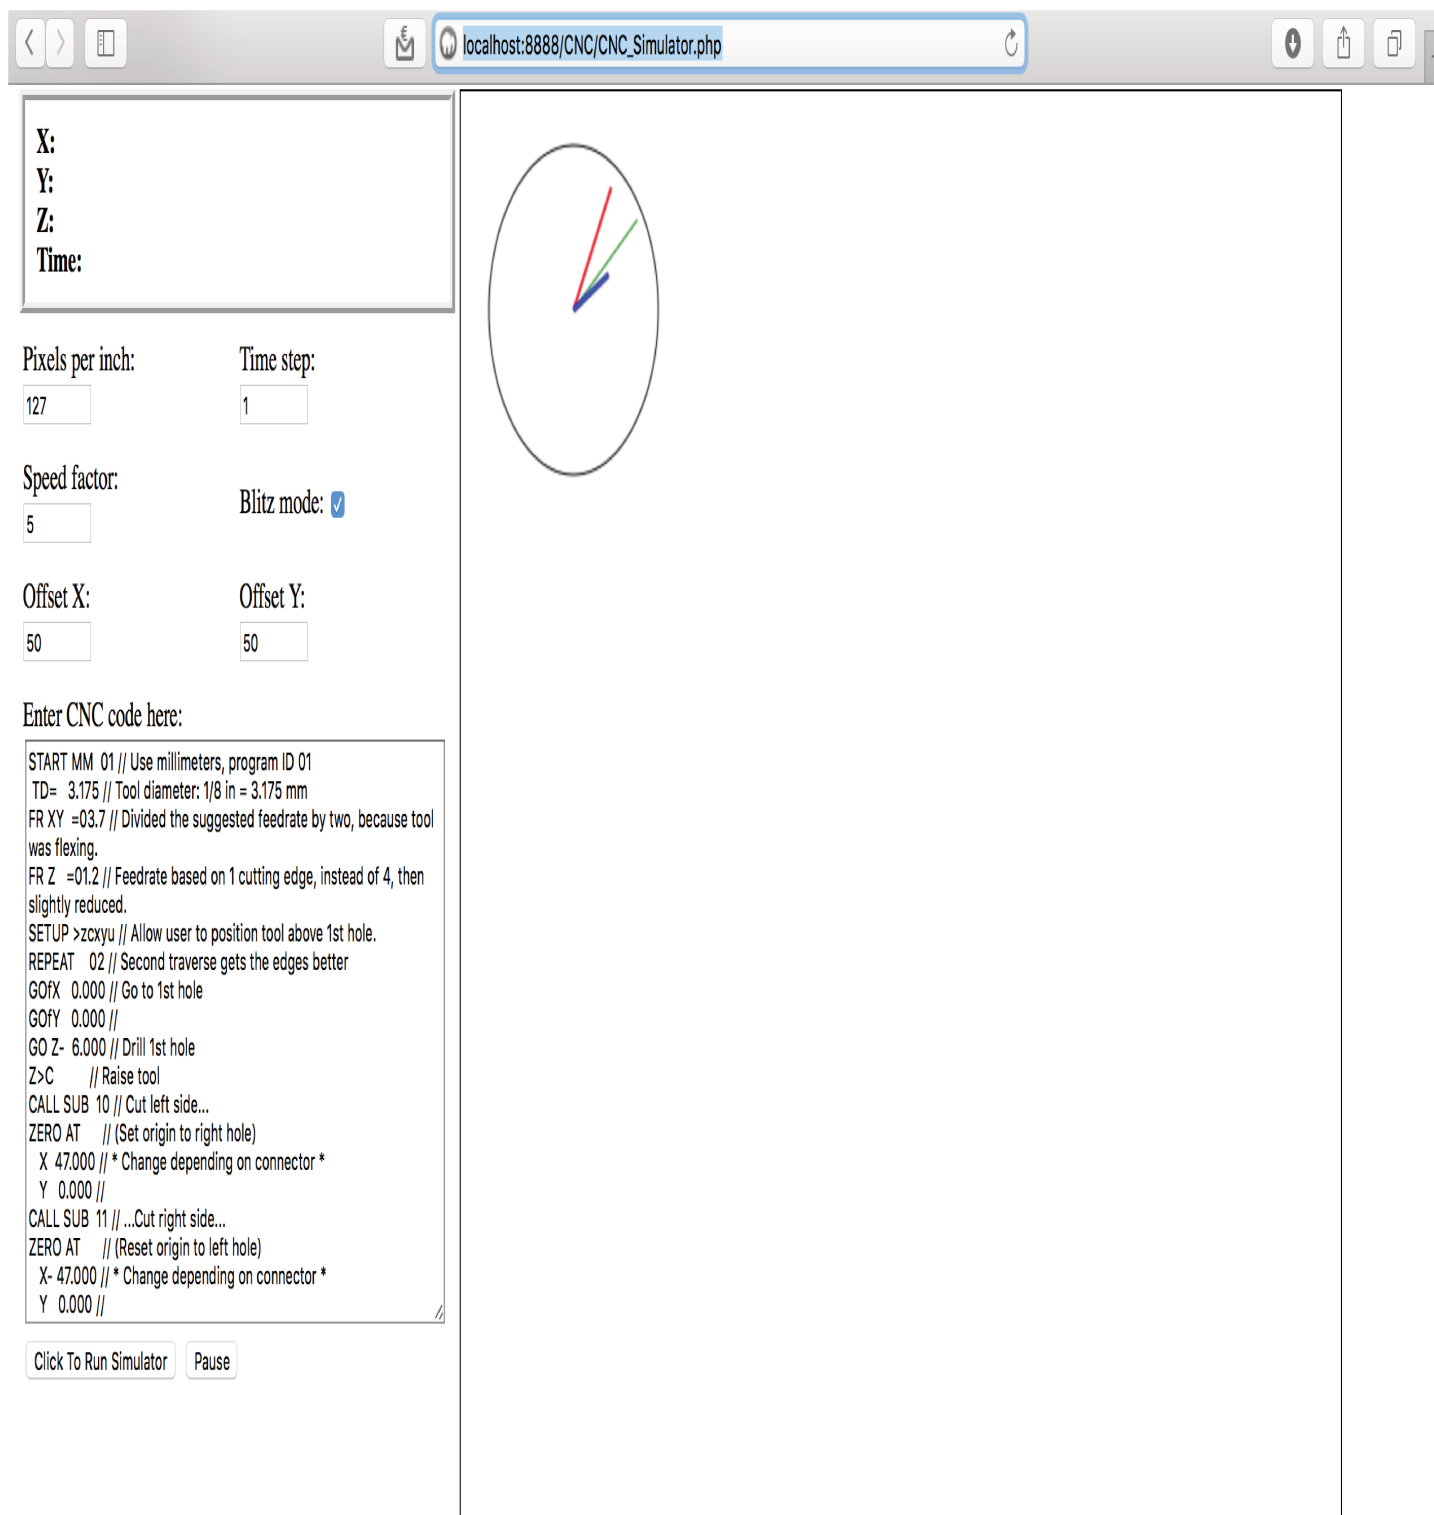 localhost:8888/CNC/CNC_Simulator.php
X:
Y:
Z:
Time:
Pixels per inch:
Time step:
127
1
Speed factor:
Blitz mode:
5
Offset X:
Offset Y:
50
50
Enter CNC code here:
START MM  01 // Use millimeters, program ID 01
TD=   3.175 // Tool diameter: 1/8 in = 3.175 mm
FR XY  =03.7 // Divided the suggested feedrate by two, because tool
was flexing.
FR Z   =01.2 // Feedrate based on 1 cutting edge, instead of 4, then
slightly reduced.
SETUP >zcxyu // Allow user to position tool above 1st hole.
REPEAT    02 // Second traverse gets the edges better
GOfX   0.000 // Go to 1st hole
GOfY   0.000 //
GO Z-  6.000 // Drill 1st hole
Z>C         // Raise tool
CALL SUB  10 // Cut left side...
ZERO AT      // (Set origin to right hole)
X  47.000 // * Change depending on connector *
Y   0.000 //
CALL SUB  11 // ...Cut right side...
ZERO AT      // (Reset origin to left hole)
X- 47.000 // * Change depending on connector *
Y   0.000 //
Click To Run Simulator
Pause